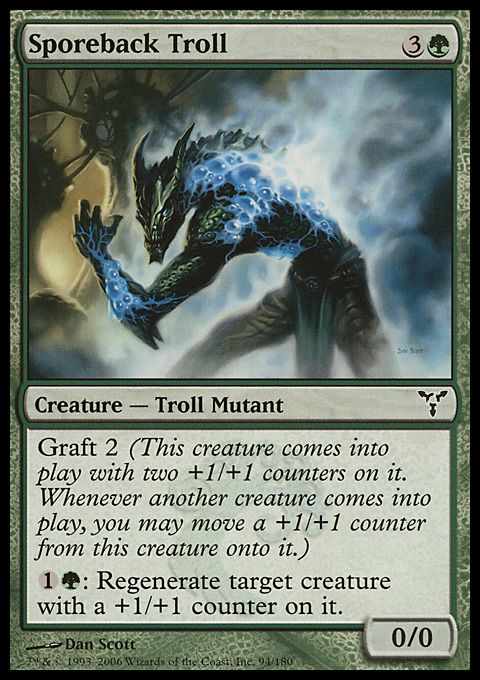 Sporeback Troll 3
DAN SCOTT
Creature — Troll Mutant
Graft 2 (This creature comes into
play with two +1/+1 counters on it.
Whenever another creature comes into
play, you may move a +1/+1 counter
from this creature onto it.)
1 : Regenerate target creature
with a +1/+1 counter on it.
Dan Scott
0/0
™ & © 1993–2006 Wizards of the Coast, Inc. 94/180